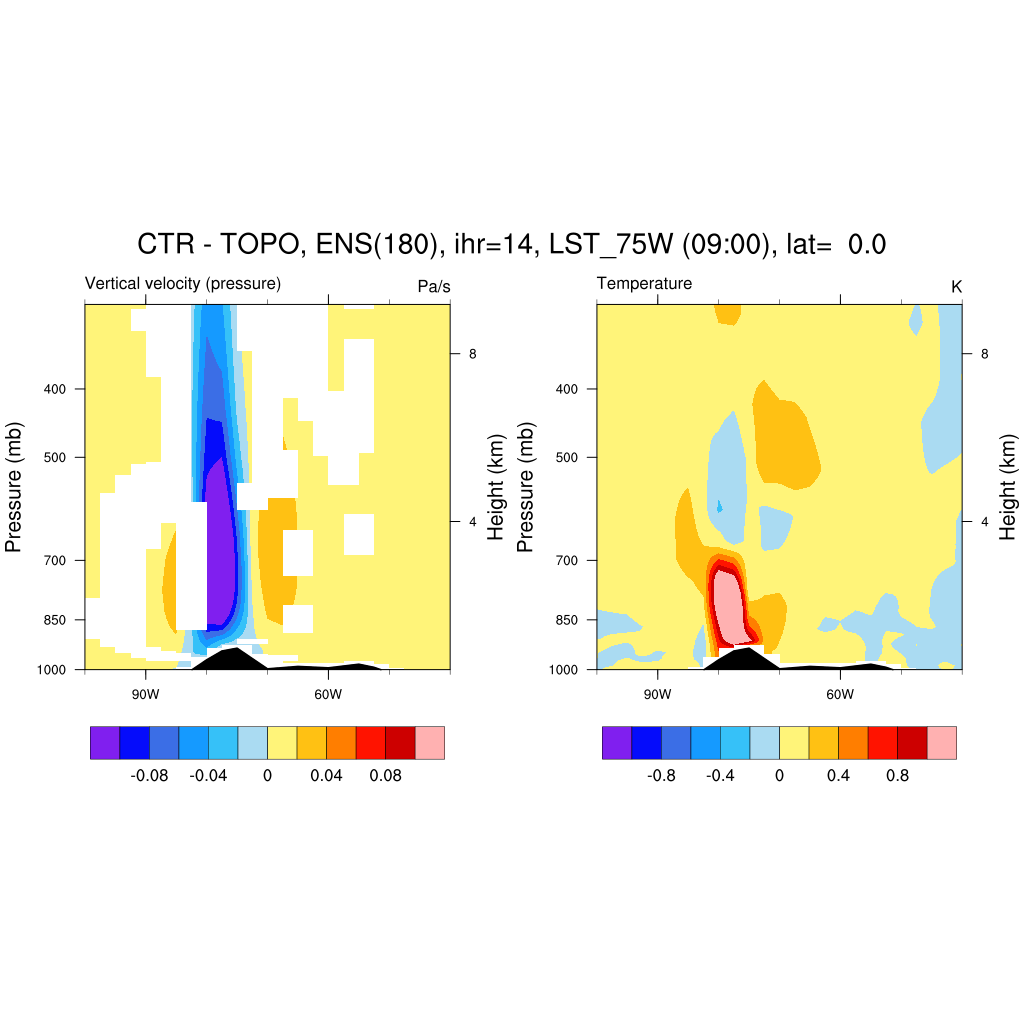 CTR - TOPO, ENS(180), ihr=14, LST_75W (09:00), lat=  0.0
Vertical velocity (pressure) Pa/s
Temperature K
Pressure (mb)
400
500
700
850
1000
90W 60W
8
4
Height (km)
-0.08 -0.04 0 0.04 0.08
Pressure (mb)
400
500
700
850
1000
90W 60W
8
4
Height (km)
-0.8 -0.4 0 0.4 0.8